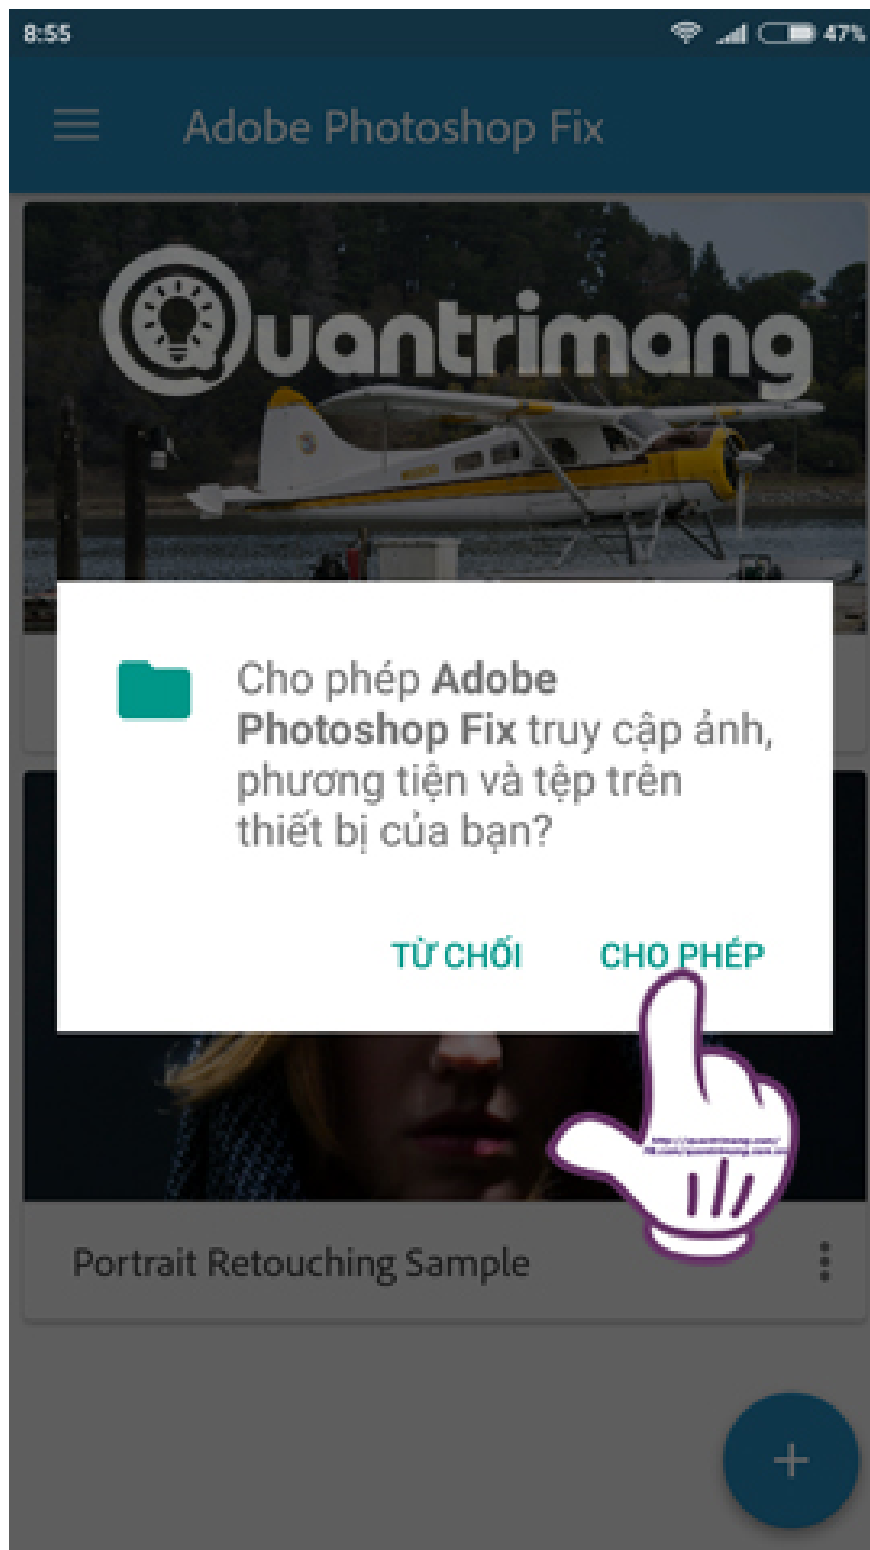 8:55
47%
Adobe Photoshop Fix
Quantrimang
Cho phép Adobe
Photoshop Fix truy cập ảnh,
phương tiện và tệp trên
thiết bị của bạn?
TỪ CHỐI
CHO PHÉP
Portrait Retouching Sample